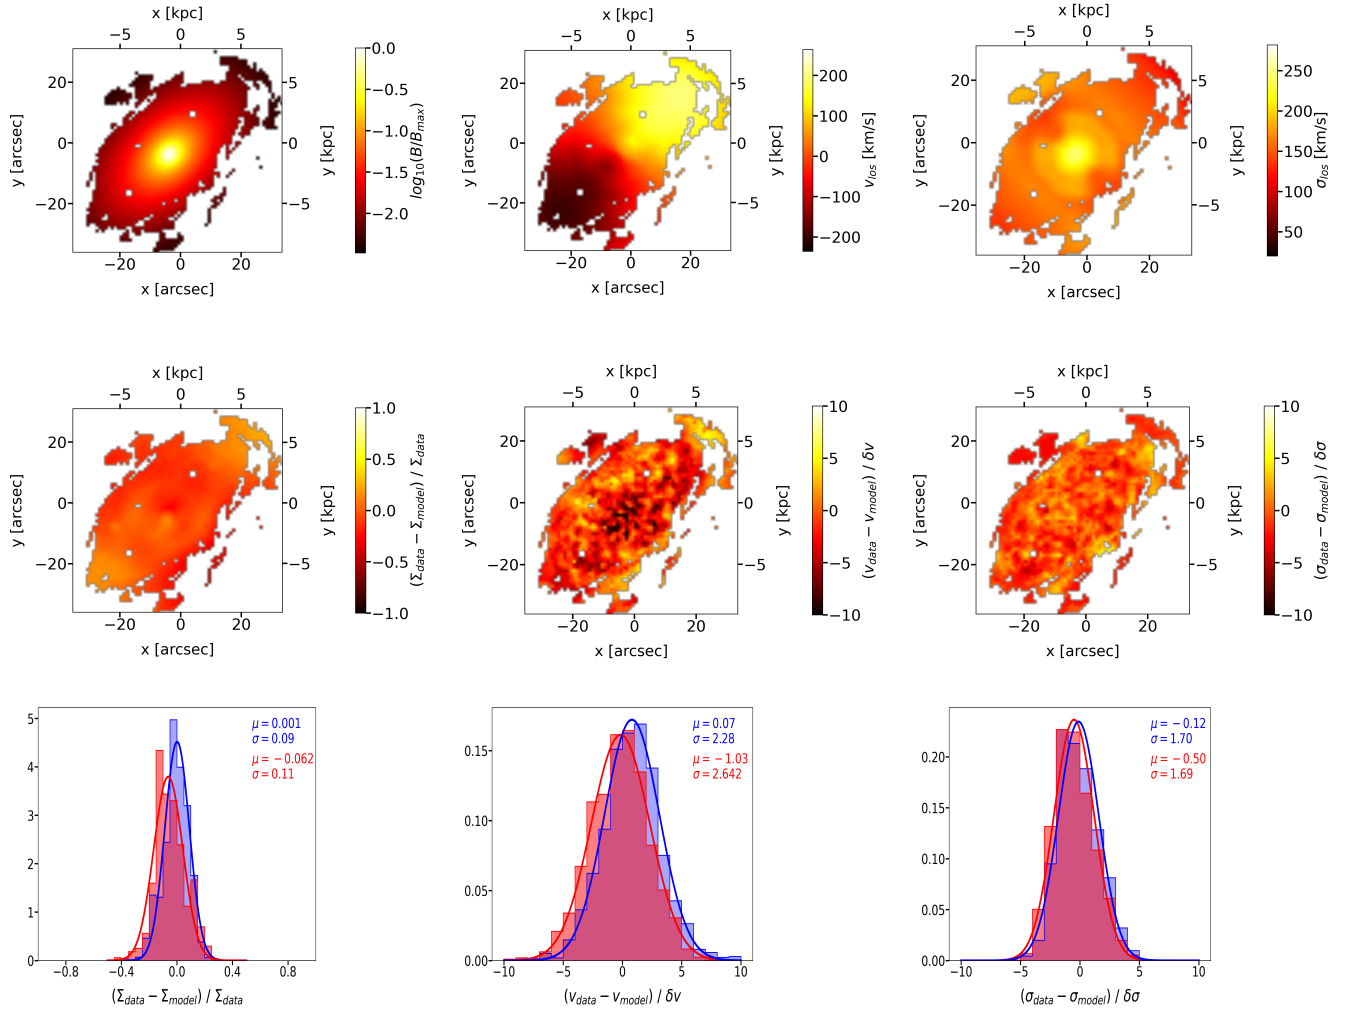 x [kpc]
−5 0 5
20
0
−20
y [arcsec]
−20 0 20
x [arcsec]
5
0
−5
y [kpc]
0.0
−0.5
−1.0
−1.5
−2.0
log10(B/Bmax)
x [kpc]
−5 0 5
20
0
−20
y [arcsec]
−20 0 20
x [arcsec]
5
0
−5
y [kpc]
200
100
0
−100
−200
vlos [km/s]
x [kpc]
−5 0 5
20
0
−20
y [arcsec]
−20 0 20
x [arcsec]
5
0
−5
y [kpc]
250
200
150
100
50
σlos [km/s]
x [kpc]
−5 0 5
20
0
−20
y [arcsec]
−20 0 20
x [arcsec]
5
0
−5
y [kpc]
1.0
0.5
0.0
−0.5
−1.0
(Σdata − Σmodel) / Σdata
x [kpc]
−5 0 5
20
0
−20
y [arcsec]
−20 0 20
x [arcsec]
5
0
−5
y [kpc]
10
5
0
−5
−10
(vdata − vmodel) / δv
x [kpc]
−5 0 5
20
0
−20
y [arcsec]
−20 0 20
x [arcsec]
5
0
−5
y [kpc]
10
5
0
−5
−10
(σdata − σmodel) / δσ
5
4
3
2
1
0
μ = 0.001
σ = 0.09
μ = −0.062
σ = 0.11
−0.8 −0.4 0.0 0.4 0.8
(Σdata − Σmodel) / Σdata
0.15
0.10
0.05
0.00
μ = 0.07
σ = 2.28
μ = −1.03
σ = 2.642
−10 −5 0 5 10
(vdata − vmodel) / δv
0.20
0.15
0.10
0.05
0.00
μ = −0.12
σ = 1.70
μ = −0.50
σ = 1.69
−10 −5 0 5 10
(σdata − σmodel) / δσ